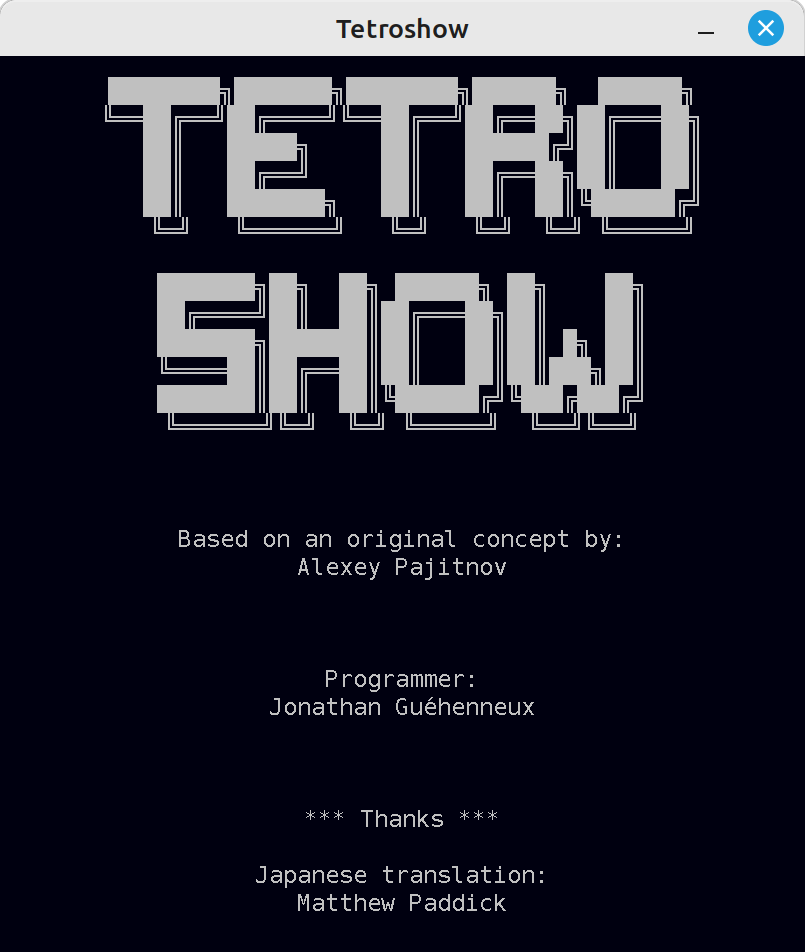 Tetroshow
TETRO
SHOW
Based on an original concept by:
Alexey Pajitnov
Programmer:
Jonathan Guéhenneux
*** Thanks ***
Japanese translation:
Matthew Paddick